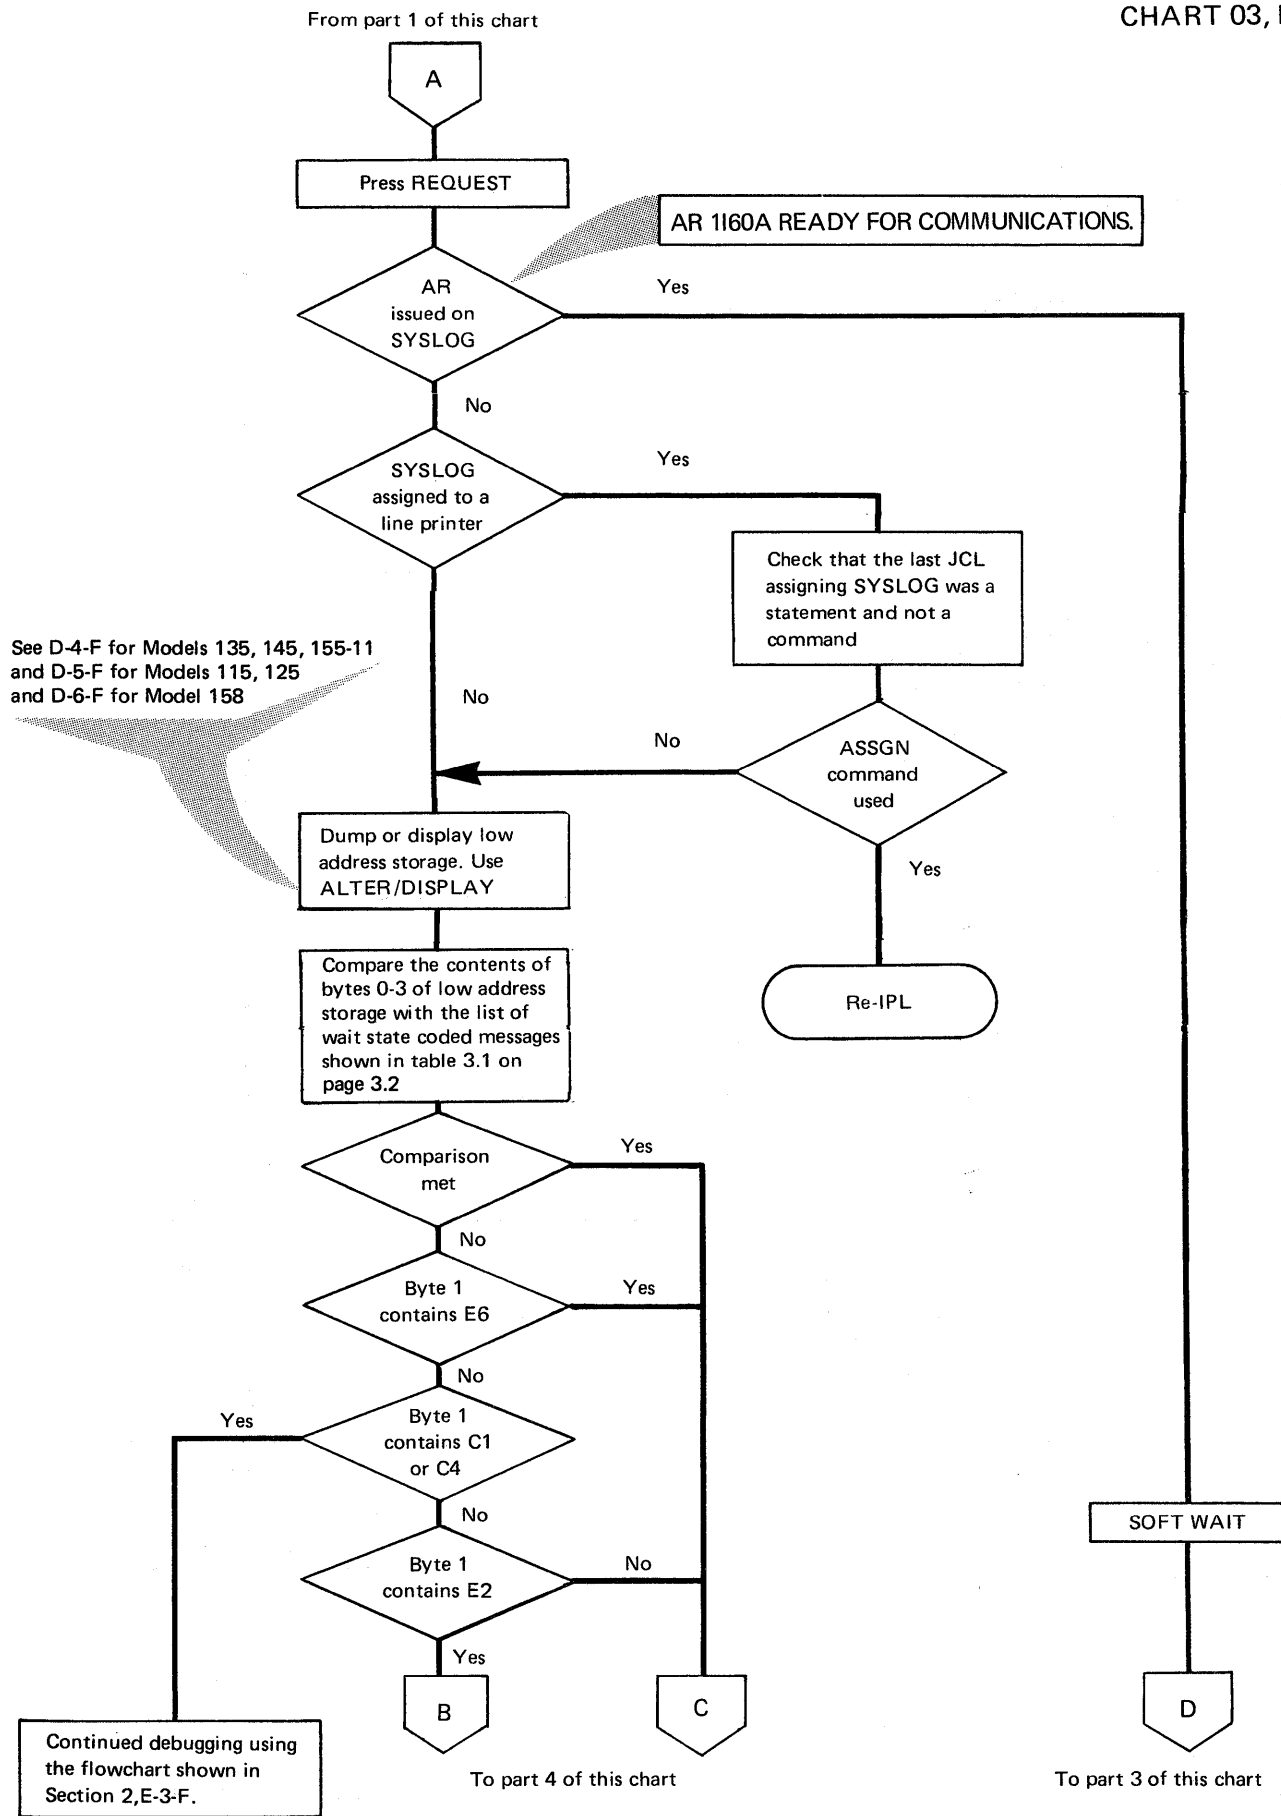 From part 1 of this chart
CHART 03,
A
Press REQUEST
AR 1I60A READY FOR COMMUNICATIONS.
AR
issued on
SYSLOG
Yes
No
SYSLOG
assigned to a
line printer
Yes
Check that the last JCL
assigning SYSLOG was a
statement and not a
command
See D-4-F for Models 135, 145, 155-11
and D-5-F for Models 115, 125
and D-6-F for Model 158
No
No
ASSGN
command
used
Dump or display low
address storage. Use
ALTER/DISPLAY
Yes
Compare the contents of
bytes 0-3 of low address
storage with the list of
wait state coded messages
shown in table 3.1 on
page 3.2
Re-IPL
Comparison
met
Yes
No
Byte 1
contains E6
Yes
No
Byte 1
contains C1
or C4
Yes
No
SOFT WAIT
Byte 1
contains E2
No
Yes
B
C
D
Continued debugging using
the flowchart shown in
Section 2,E-3-F.
To part 4 of this chart
To part 3 of this chart